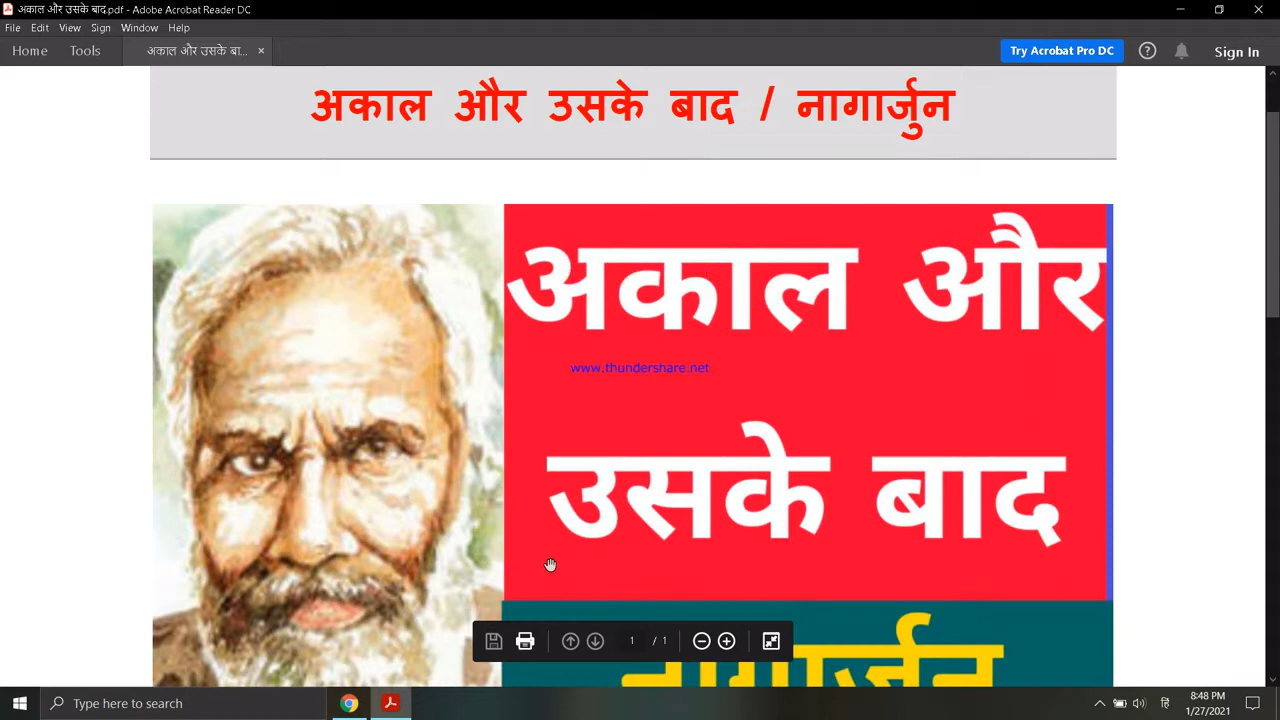 अकाल और उसके बाद.pdf - Adobe Acrobat Reader DC
File Edit View Sign Window Help
Home Tools अकाल और उसके बा... × Try Acrobat Pro DC Sign In
अकाल और उसके बाद / नागार्जुन
अकाल और
www.thundershare.net
उसके बाद
नागार्जुन
1 / 1
Type here to search
हि
8:48 PM
1/27/2021